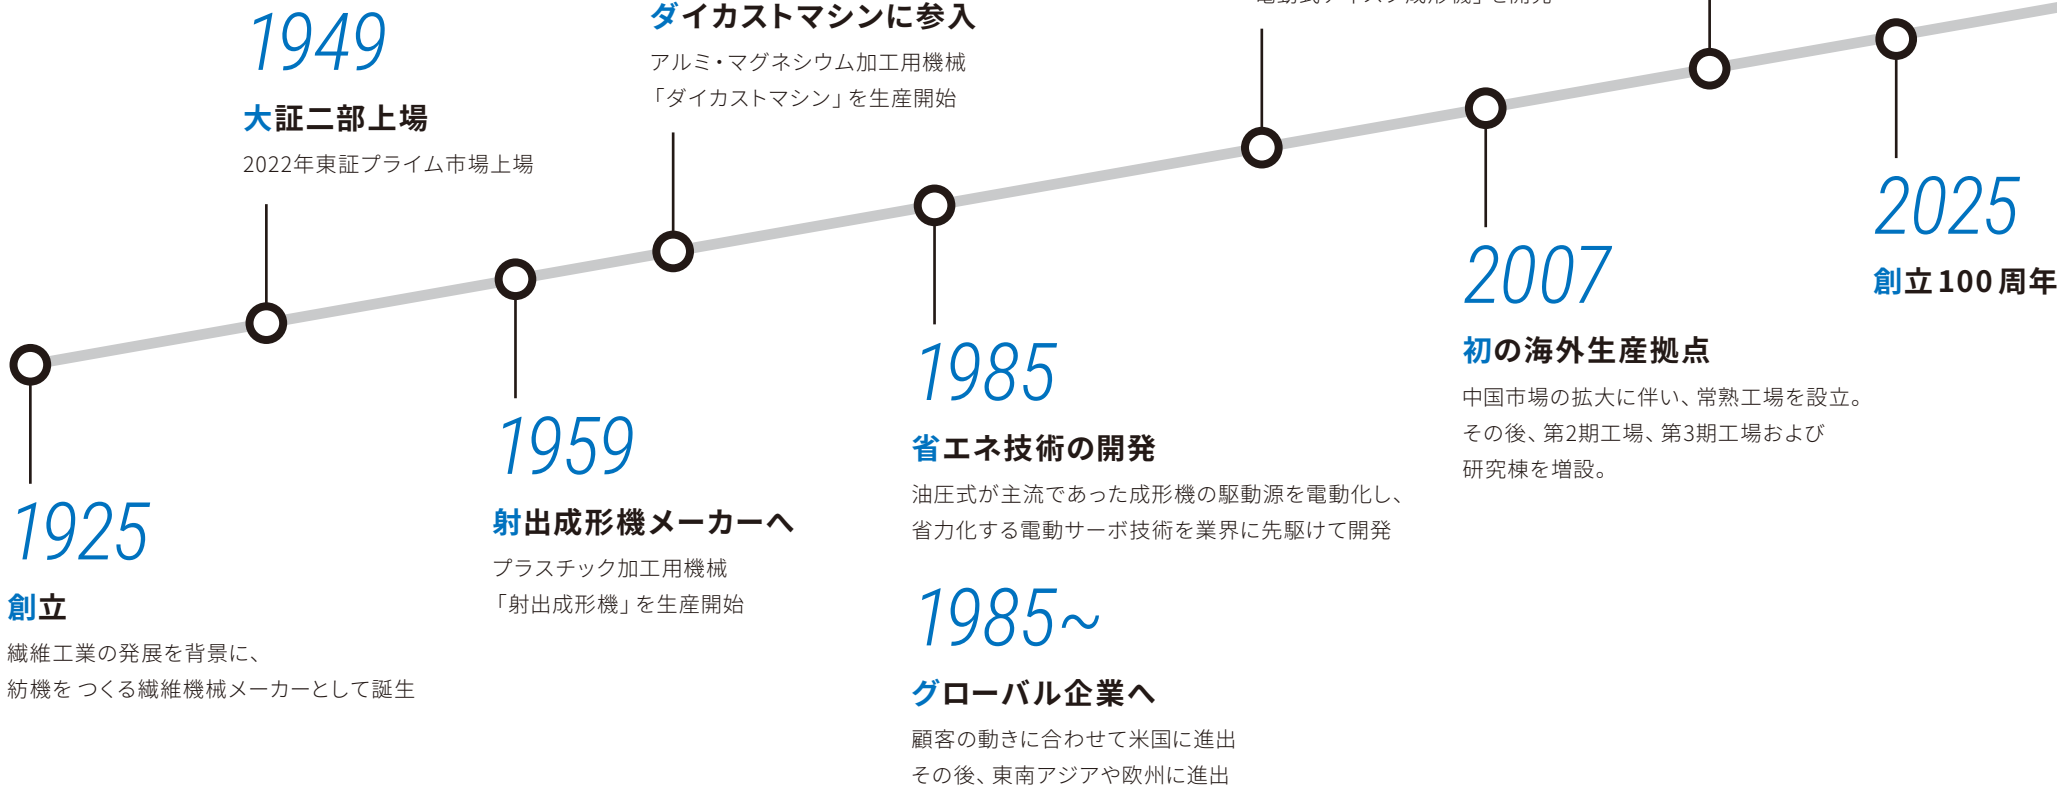 1949
大証二部上場
2022年東証プライム市場上場
ダイカストマシンに参入
アルミ・マグネシウム加工用機械
「ダイカストマシン」を生産開始
1925
創立
繊維工業の発展を背景に、
紡機を つくる繊維機械メーカーとして誕生
1959
射出成形機メーカーへ
プラスチック加工用機械
「射出成形機」を生産開始
1985
省エネ技術の開発
油圧式が主流であった成形機の駆動源を電動化し、
省力化する電動サーボ技術を業界に先駆けて開発
1985~
グローバル企業へ
顧客の動きに合わせて米国に進出
その後、東南アジアや欧州に進出
2007
初の海外生産拠点
中国市場の拡大に伴い、常熟工場を設立。
その後、第2期工場、第3期工場および
研究棟を増設。
2025
創立100周年